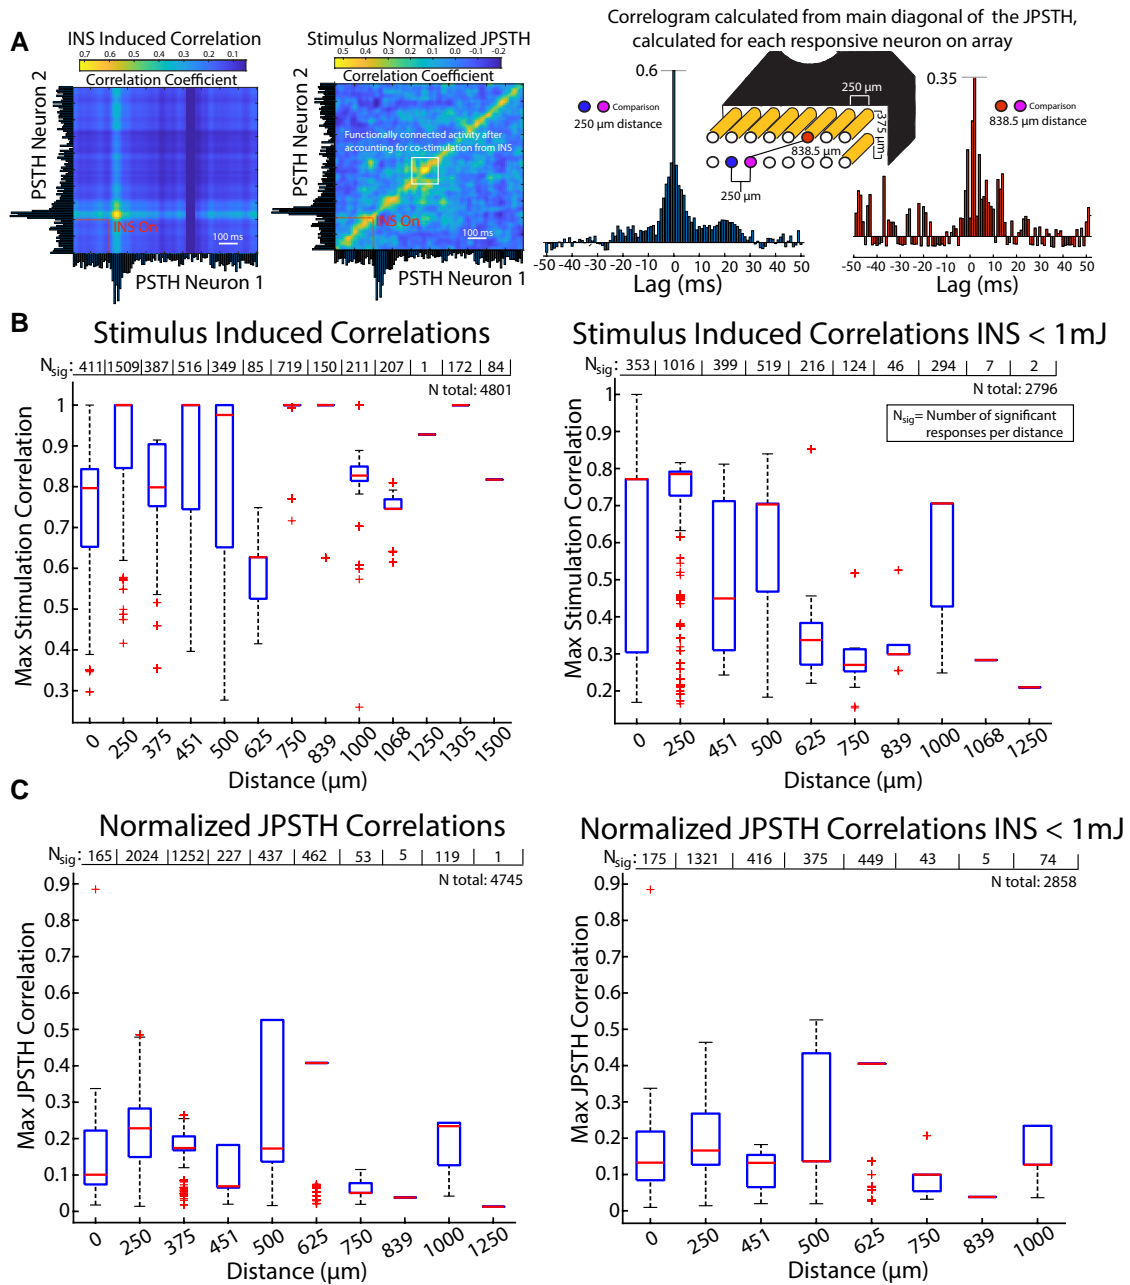 A
INS Induced Correlation
0.7 0.6 0.5 0.4 0.3 0.2 0.1
Correlation Coefficient
PSTH Neuron 2
INS On
100 ms
PSTH Neuron 1
Stimulus Normalized JPSTH
0.5 0.4 0.3 0.2 0.1 0.0 -0.1 -0.2
Correlation Coefficient
PSTH Neuron 2
Functionally connected activity after
accounting for co-stimulation from INS
INS On
100 ms
PSTH Neuron 1
Correlogram calculated from main diagonal of the JPSTH,
calculated for each responsive neuron on array
0.6
Comparison
250 µm distance
250 µm
375 µm
838.5 µm
250 µm
0.35
Comparison
838.5 µm distance
-50 -40 -30 -20 -10 0 10 20 30 40 50
Lag (ms)
-50 -40 -30 -20 -10 0 10 20 30 40 50
Lag (ms)
B
Stimulus Induced Correlations
Nsig: 411 1509 387 516 349 85 719 150 211 207 1 172 84
N total: 4801
Max Stimulation Correlation
1
0.9
0.8
0.7
0.6
0.5
0.4
0.3
0 250 375 451 500 625 750 839 1000 1068 1250 1305 1500
Distance (µm)
Stimulus Induced Correlations INS < 1mJ
Nsig: 353 1016 399 519 216 124 46 294 7 2
N total: 2796
Nsig= Number of significant
responses per distance
Max Stimulation Correlation
1
0.9
0.8
0.7
0.6
0.5
0.4
0.3
0.2
0 250 451 500 625 750 839 1000 1068 1250
Distance (µm)
C
Normalized JPSTH Correlations
Nsig: 165 2024 1252 227 437 462 53 5 119 1
N total: 4745
Max JPSTH Correlation
0.9
0.8
0.7
0.6
0.5
0.4
0.3
0.2
0.1
0
0 250 375 451 500 625 750 839 1000 1250
Distance (µm)
Normalized JPSTH Correlations INS < 1mJ
Nsig: 175 1321 416 375 449 43 5 74
N total: 2858
Max JPSTH Correlation
0.9
0.8
0.7
0.6
0.5
0.4
0.3
0.2
0.1
0
0 250 451 500 625 750 839 1000
Distance (µm)